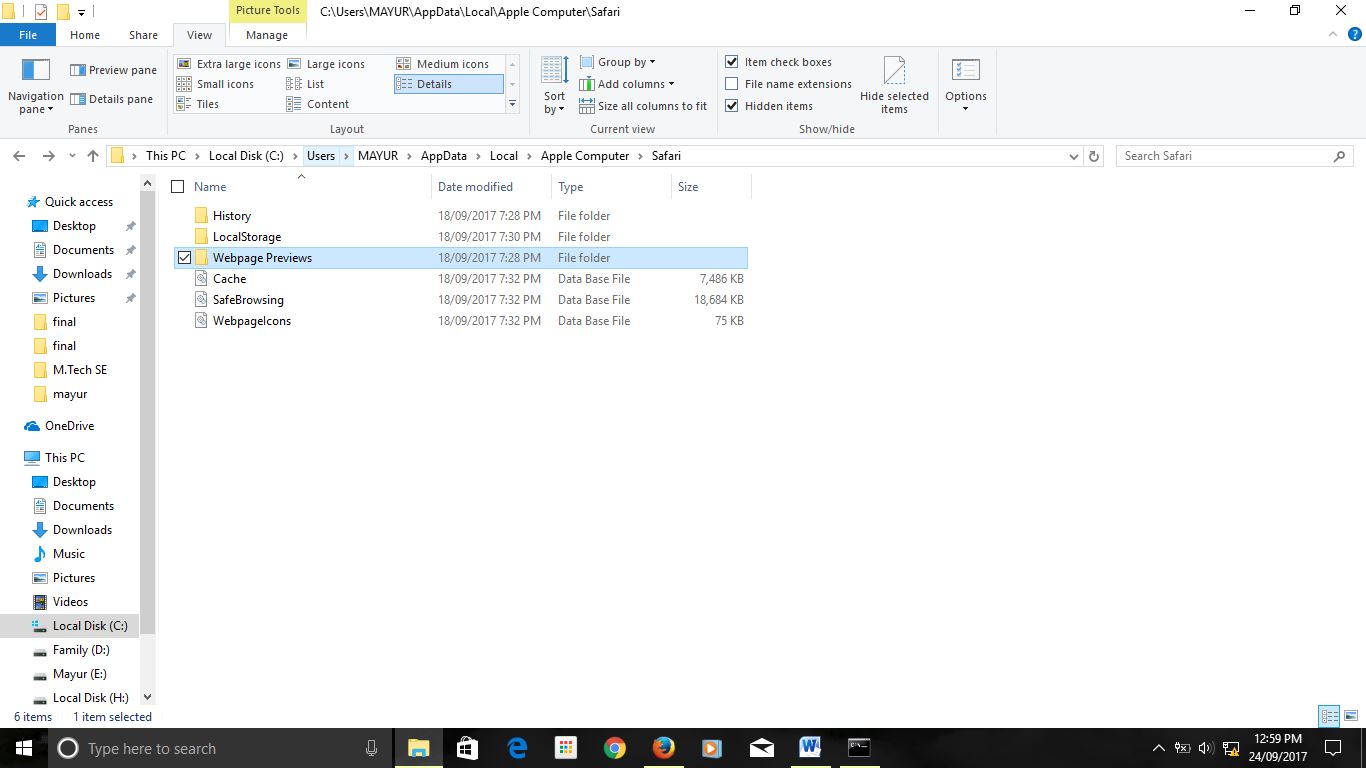 Picture Tools C:\Users\MAYUR\AppData\Local\Apple Computer\Safari
File Home Share View Manage
Navigation pane
Preview pane
Details pane
Panes
Extra large icons Large icons Medium icons
Small icons List Details
Tiles Content
Layout
Sort by
Group by
Add columns
Size all columns to fit
Current view
Item check boxes
File name extensions
Hidden items
Hide selected items
Show/hide
Options
This PC Local Disk (C:) Users MAYUR AppData Local Apple Computer Safari
Search Safari
Quick access
Desktop
Documents
Downloads
Pictures
final
final
M.Tech SE
mayur
OneDrive
This PC
Desktop
Documents
Downloads
Music
Pictures
Videos
Local Disk (C:)
Family (D:)
Mayur (E:)
Local Disk (H:)
Name Date modified Type Size
History 18/09/2017 7:28 PM File folder
LocalStorage 18/09/2017 7:30 PM File folder
Webpage Previews 18/09/2017 7:28 PM File folder
Cache 18/09/2017 7:32 PM Data Base File 7,486 KB
SafeBrowsing 18/09/2017 7:32 PM Data Base File 18,684 KB
WebpageIcons 18/09/2017 7:32 PM Data Base File 75 KB
6 items 1 item selected
Type here to search
12:59 PM
24/09/2017